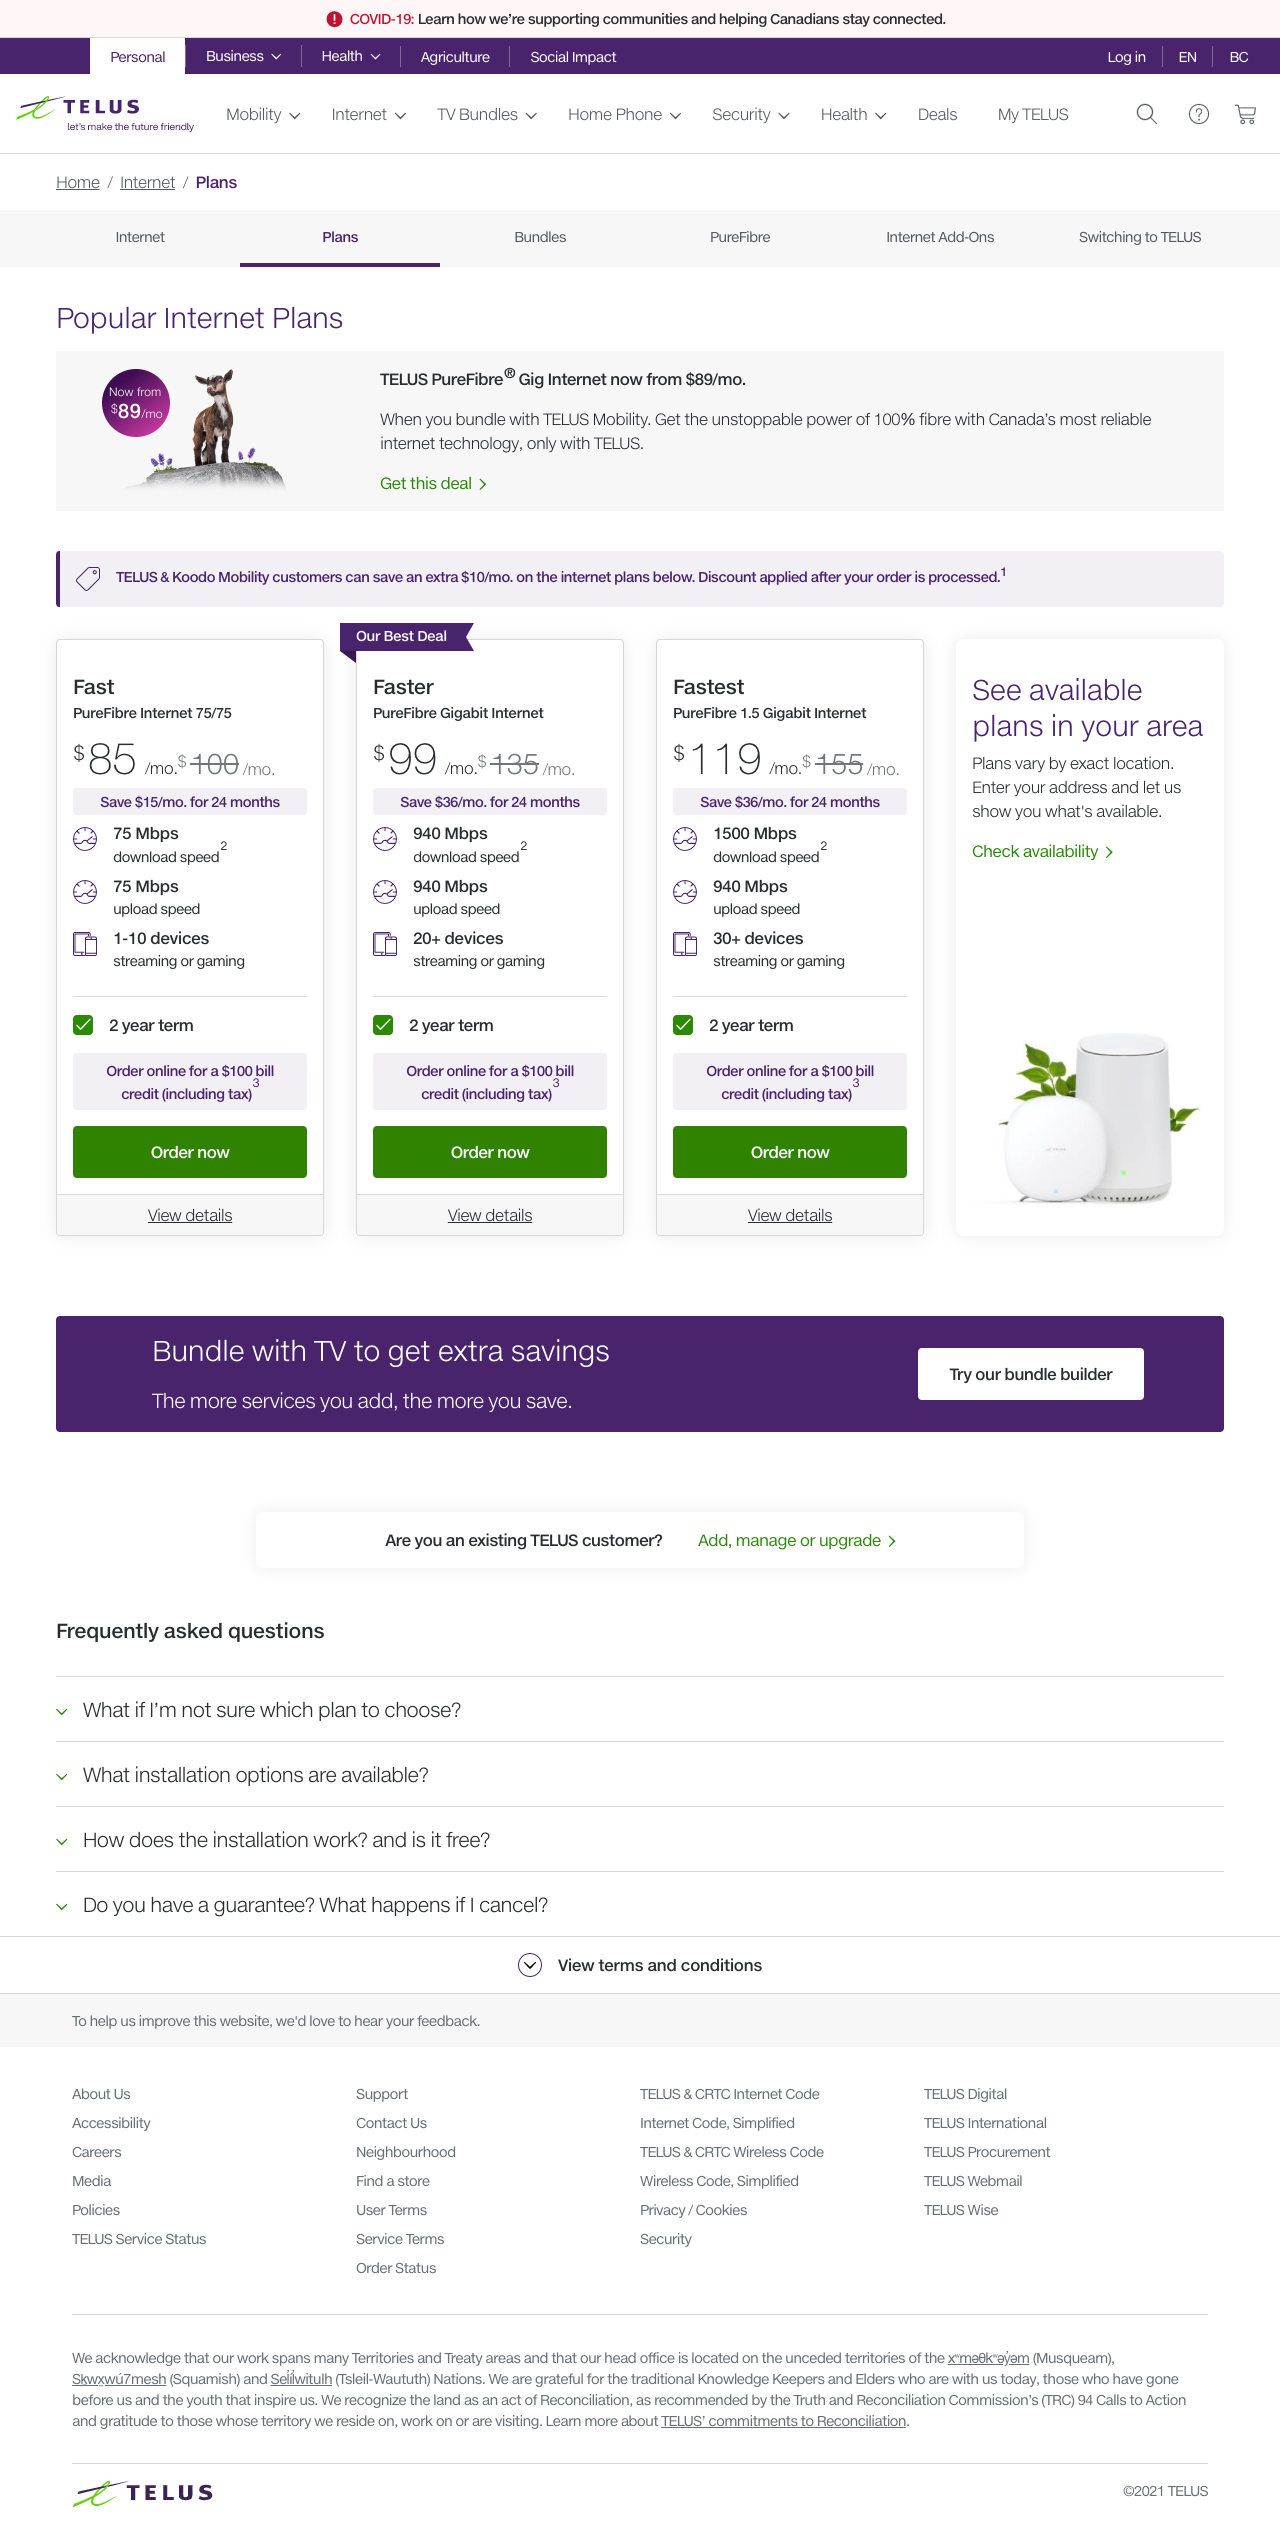 COVID-19: Learn how we’re supporting communities and helping Canadians stay connected.
Personal Business Health Agriculture Social Impact Log in EN BC
TELUS
let’s make the future friendly
Mobility Internet TV Bundles Home Phone Security Health Deals My TELUS
Home / Internet / Plans
Internet Plans Bundles PureFibre Internet Add-Ons Switching to TELUS
Popular Internet Plans
Now from
$89/mo
TELUS PureFibre® Gig Internet now from $89/mo.
When you bundle with TELUS Mobility. Get the unstoppable power of 100% fibre with Canada’s most reliable
internet technology, only with TELUS.
Get this deal
TELUS & Koodo Mobility customers can save an extra $10/mo. on the internet plans below. Discount applied after your order is processed.1
Fast
PureFibre Internet 75/75
$85 /mo. $100 /mo.
Save $15/mo. for 24 months
75 Mbps
download speed2
75 Mbps
upload speed
1-10 devices
streaming or gaming
2 year term
Order online for a $100 bill
credit (including tax)3
Order now
View details
Our Best Deal
Faster
PureFibre Gigabit Internet
$99 /mo. $135 /mo.
Save $36/mo. for 24 months
940 Mbps
download speed2
940 Mbps
upload speed
20+ devices
streaming or gaming
2 year term
Order online for a $100 bill
credit (including tax)3
Order now
View details
Fastest
PureFibre 1.5 Gigabit Internet
$119 /mo. $155 /mo.
Save $36/mo. for 24 months
1500 Mbps
download speed2
940 Mbps
upload speed
30+ devices
streaming or gaming
2 year term
Order online for a $100 bill
credit (including tax)3
Order now
View details
See available
plans in your area
Plans vary by exact location.
Enter your address and let us
show you what's available.
Check availability
Bundle with TV to get extra savings
The more services you add, the more you save.
Try our bundle builder
Are you an existing TELUS customer? Add, manage or upgrade
Frequently asked questions
What if I’m not sure which plan to choose?
What installation options are available?
How does the installation work? and is it free?
Do you have a guarantee? What happens if I cancel?
View terms and conditions
To help us improve this website, we'd love to hear your feedback.
About Us
Accessibility
Careers
Media
Policies
TELUS Service Status
Support
Contact Us
Neighbourhood
Find a store
User Terms
Service Terms
Order Status
TELUS & CRTC Internet Code
Internet Code, Simplified
TELUS & CRTC Wireless Code
Wireless Code, Simplified
Privacy / Cookies
Security
TELUS Digital
TELUS International
TELUS Procurement
TELUS Webmail
TELUS Wise
We acknowledge that our work spans many Territories and Treaty areas and that our head office is located on the unceded territories of the xʷməθkʷəy̓əm (Musqueam),
Sḵwx̱wú7mesh (Squamish) and Sel̓íl̓witulh (Tsleil-Waututh) Nations. We are grateful for the traditional Knowledge Keepers and Elders who are with us today, those who have gone
before us and the youth that inspire us. We recognize the land as an act of Reconciliation, as recommended by the Truth and Reconciliation Commission’s (TRC) 94 Calls to Action
and gratitude to those whose territory we reside on, work on or are visiting. Learn more about TELUS’ commitments to Reconciliation.
TELUS
©2021 TELUS